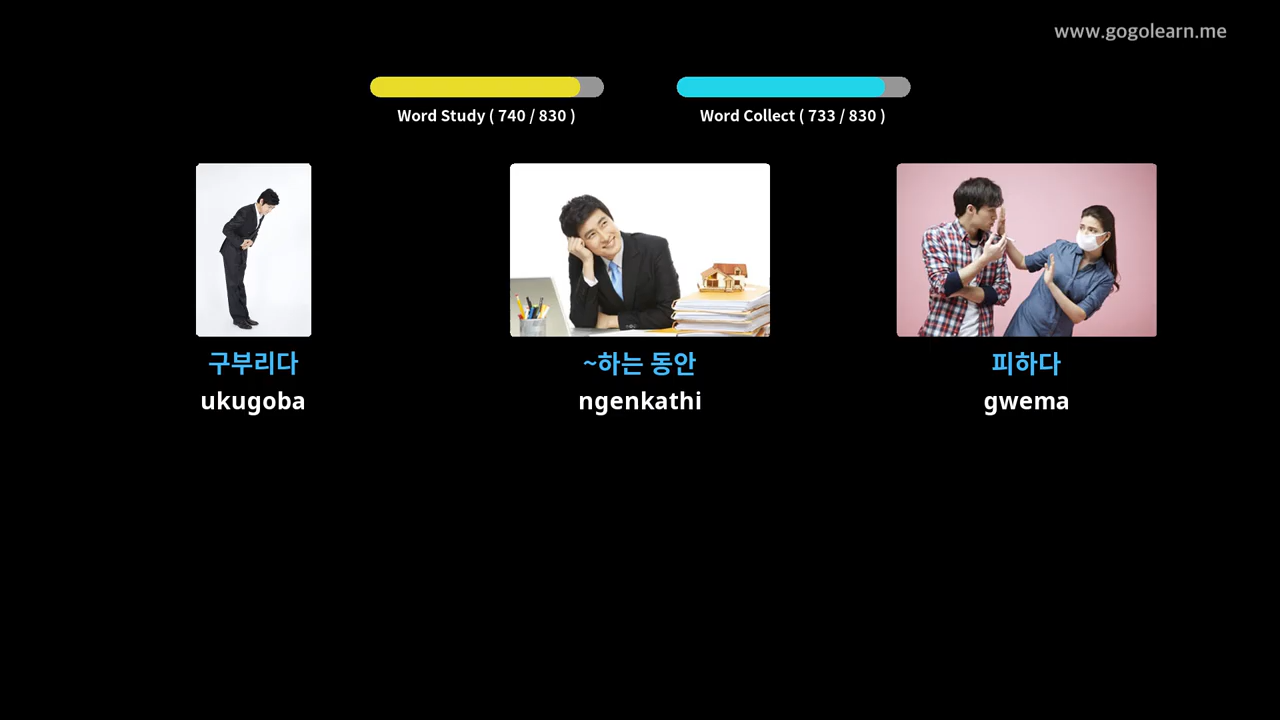 www.gogolearn.me
Word Study ( 740 / 830 )
Word Collect ( 733 / 830 )
구부리다
ukugoba
~하는 동안
ngenkathi
피하다
gwema